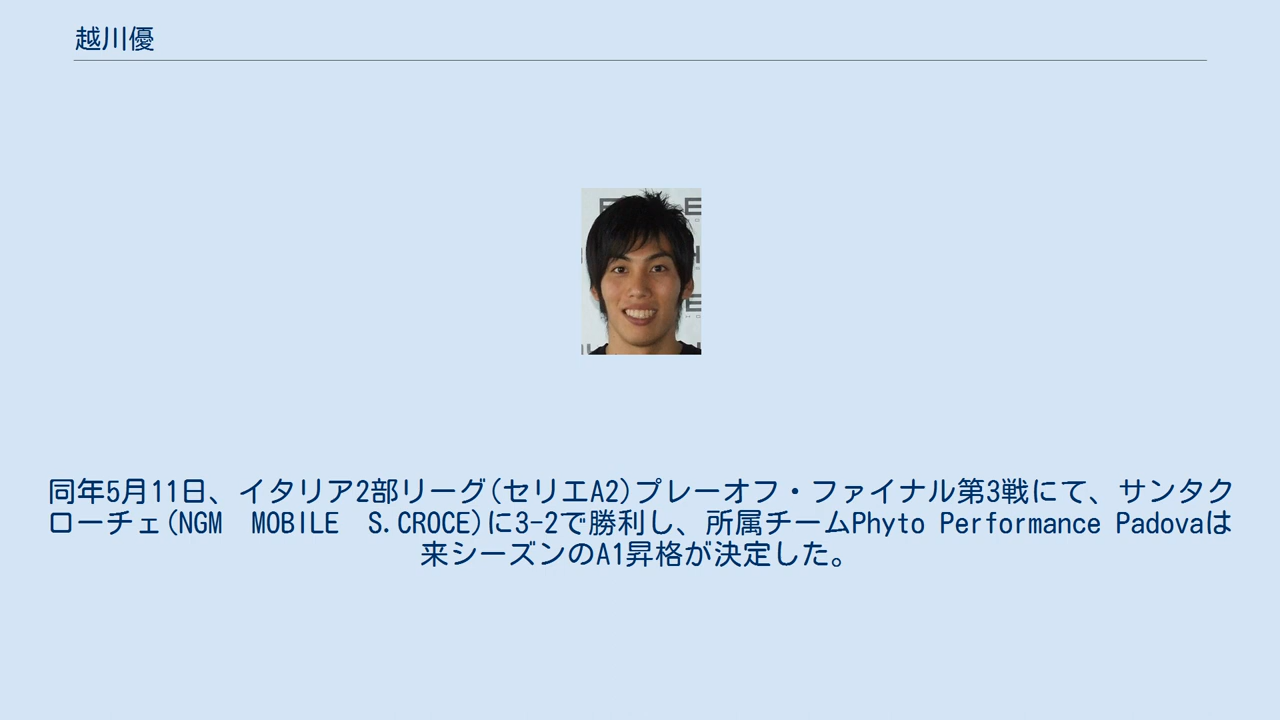 越川優
同年5月11日、イタリア2部リーグ(セリエA2)プレーオフ・ファイナル第3戦にて、サンタク
ローチェ(NGM　MOBILE　S.CROCE)に3-2で勝利し、所属チームPhyto Performance Padovaは
来シーズンのA1昇格が決定した。